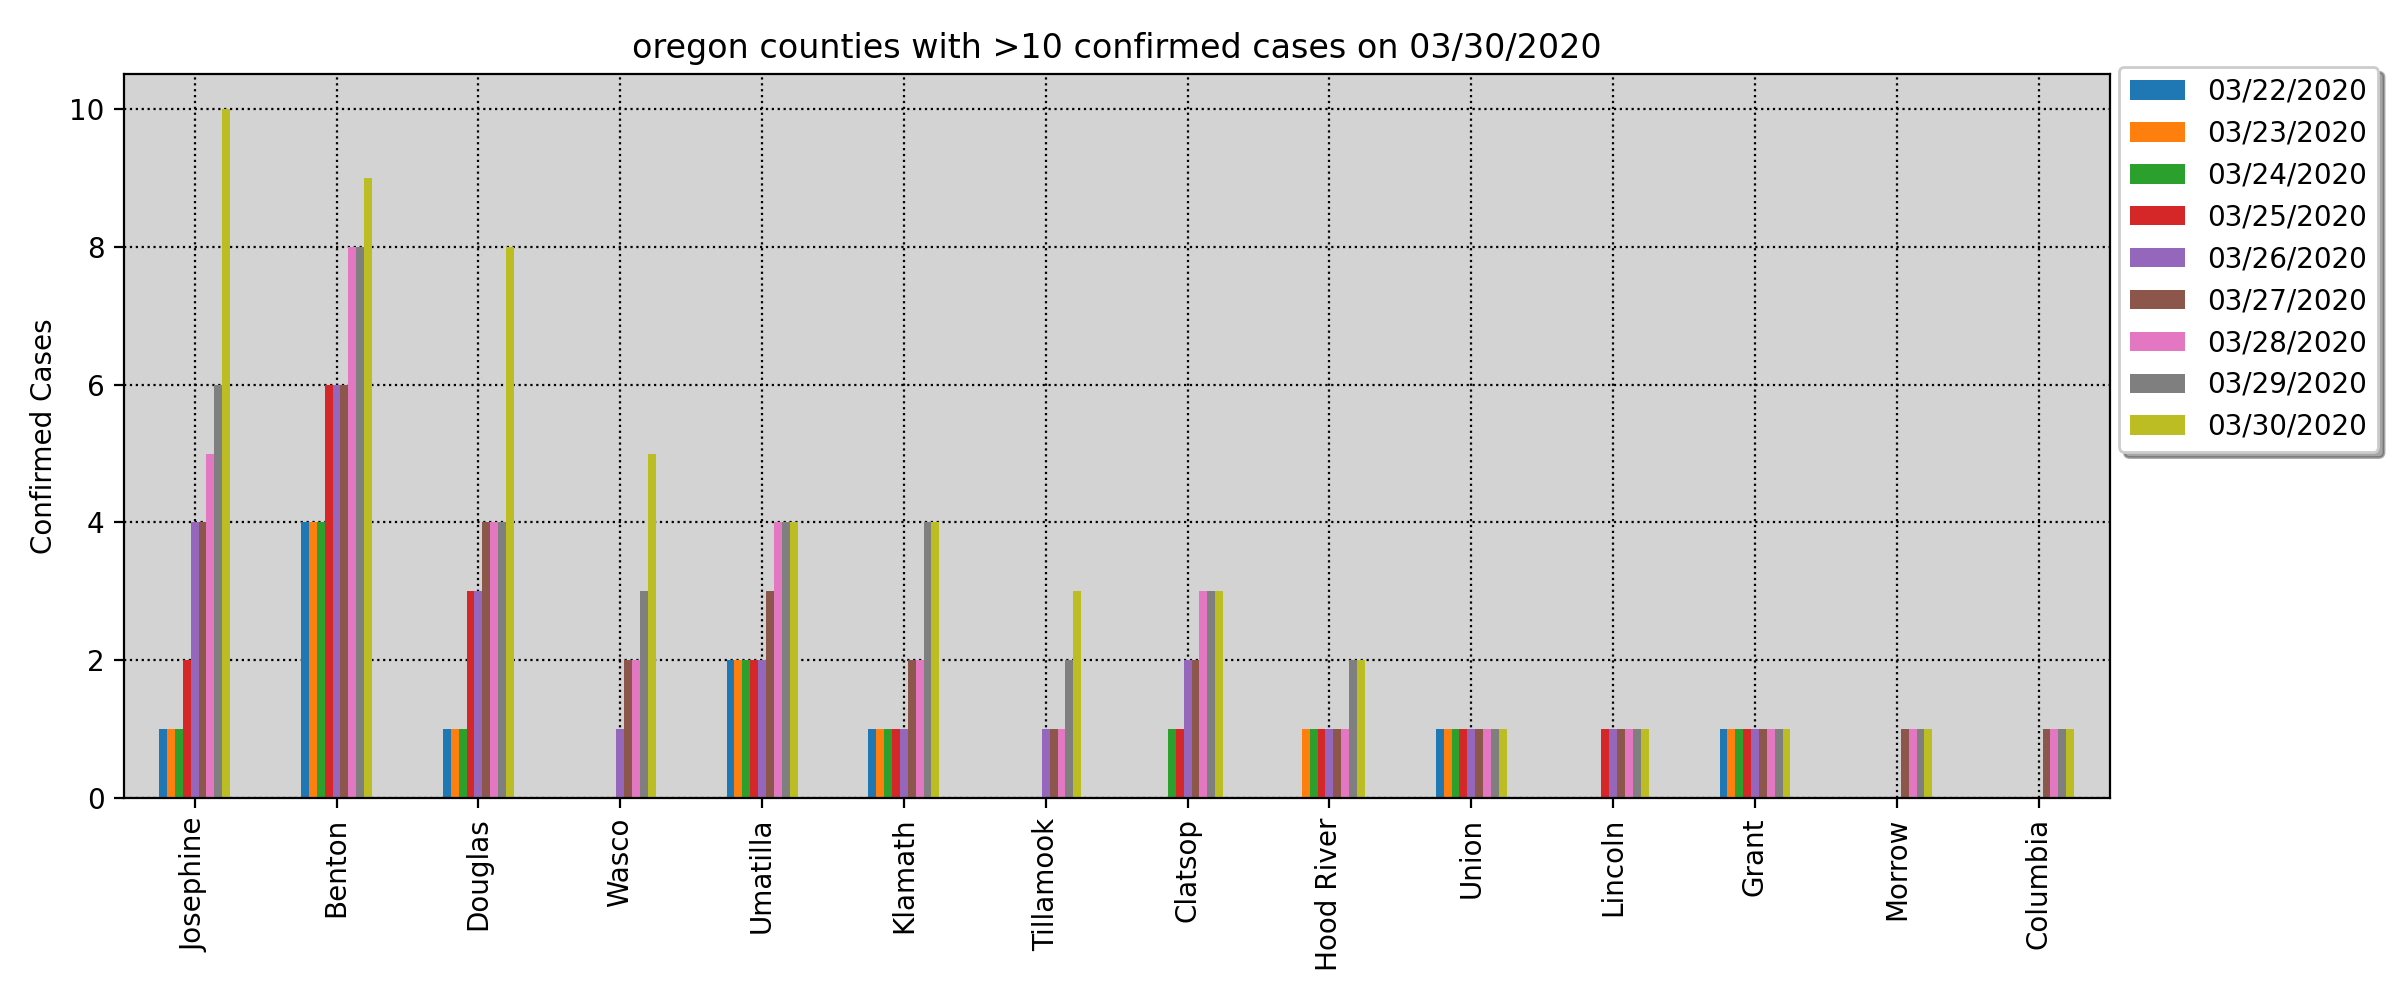 oregon counties with >10 confirmed cases on 03/30/2020
Confirmed Cases
10
8
6
4
2
0
Josephine
Benton
Douglas
Wasco
Umatilla
Klamath
Tillamook
Clatsop
Hood River
Union
Lincoln
Grant
Morrow
Columbia
03/22/2020
03/23/2020
03/24/2020
03/25/2020
03/26/2020
03/27/2020
03/28/2020
03/29/2020
03/30/2020